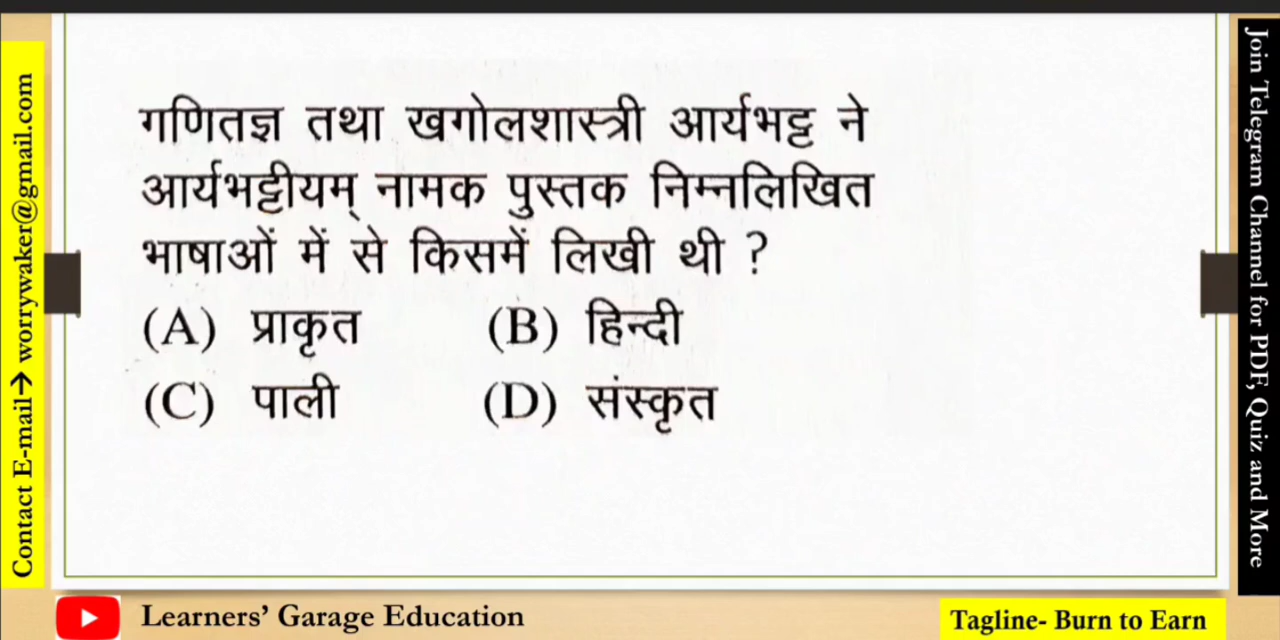 गणितज्ञ तथा खगोलशास्त्री आर्यभट्ट ने
आर्यभट्टीयम् नामक पुस्तक निम्नलिखित
भाषाओं में से किसमें लिखी थी ?
(A) प्राकृत (B) हिन्दी
(C) पाली (D) संस्कृत
Contact E-mail→ worrywaker@gmail.com
Join Telegram Channel for PDF, Quiz and More
Learners' Garage Education
Tagline- Burn to Earn